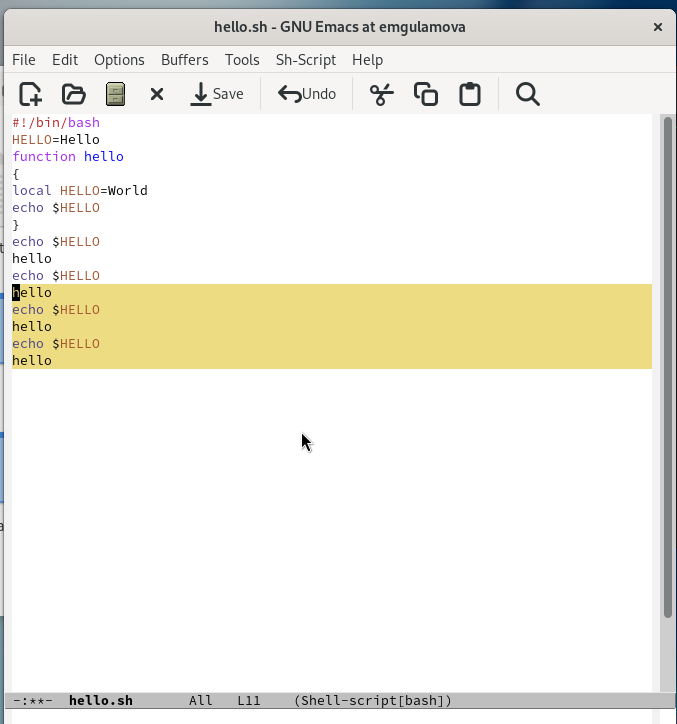 hello.sh - GNU Emacs at emgulamova
File Edit Options Buffers Tools Sh-Script Help
Save Undo
#!/bin/bash
HELLO=Hello
function hello
{
local HELLO=World
echo $HELLO
}
echo $HELLO
hello
echo $HELLO
hello
echo $HELLO
hello
echo $HELLO
hello
-:**- hello.sh All L11 (Shell-script[bash])